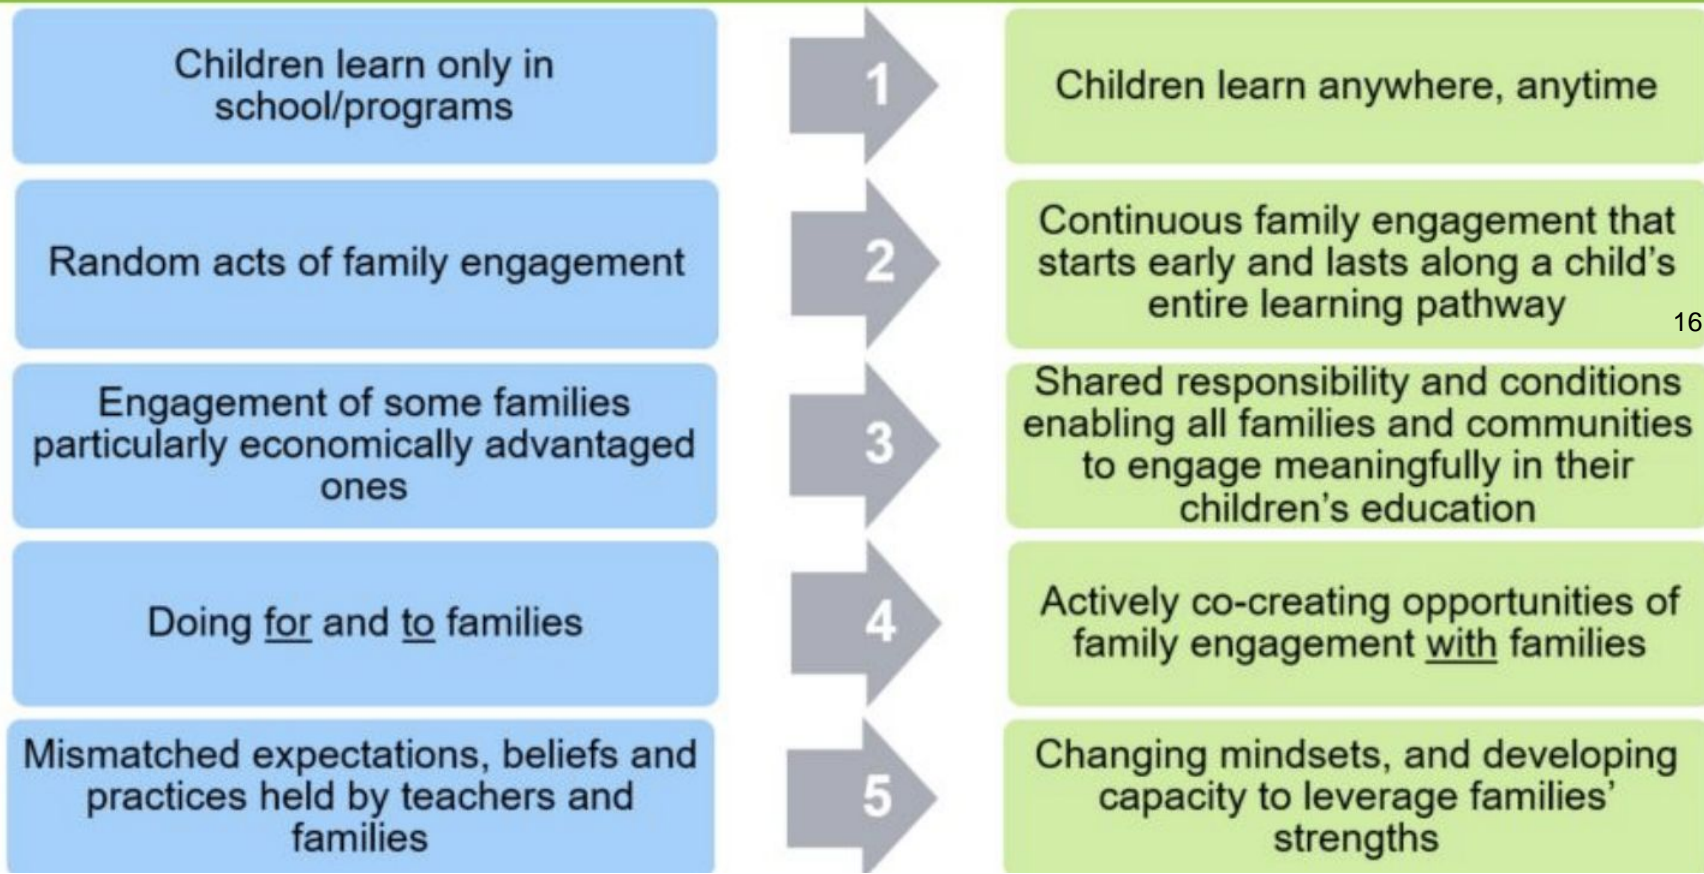 Children learn only in
school/programs
1
Children learn anywhere, anytime
Random acts of family engagement
2
Continuous family engagement that
starts early and lasts along a child’s
entire learning pathway
16
Engagement of some families
particularly economically advantaged
ones
3
Shared responsibility and conditions
enabling all families and communities
to engage meaningfully in their
children’s education
Doing for and to families
4
Actively co-creating opportunities of
family engagement with families
Mismatched expectations, beliefs and
practices held by teachers and
families
5
Changing mindsets, and developing
capacity to leverage families’
strengths